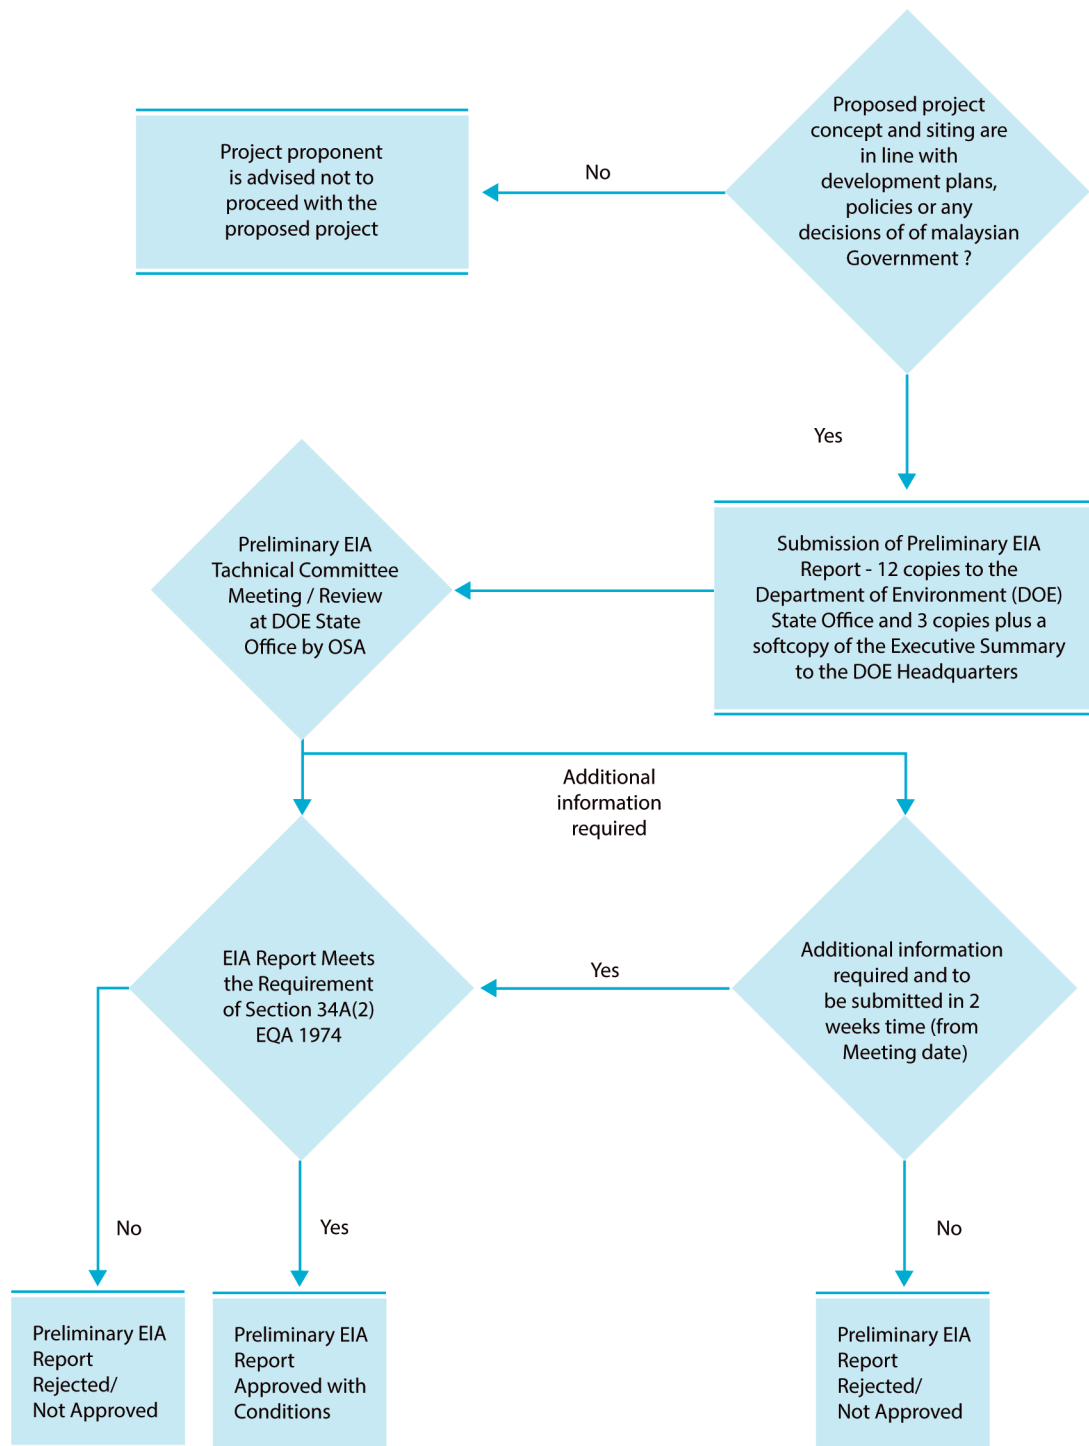 Proposed project
concept and siting are
in line with
development plans,
policies or any
decisions of of malaysian
Government ?
No
Project proponent
is advised not to
proceed with the
proposed project
Yes
Submission of Preliminary EIA
Report - 12 copies to the
Department of Environment (DOE)
State Office and 3 copies plus a
softcopy of the Executive Summary
to the DOE Headquarters
Preliminary EIA
Tachnical Committee
Meeting / Review
at DOE State
Office by OSA
Additional
information
required
EIA Report Meets
the Requirement
of Section 34A(2)
EQA 1974
Yes
Additional information
required and to
be submitted in 2
weeks time (from
Meeting date)
No
Yes
No
Preliminary EIA
Report
Rejected/
Not Approved
Preliminary EIA
Report
Approved with
Conditions
Preliminary EIA
Report
Rejected/
Not Approved